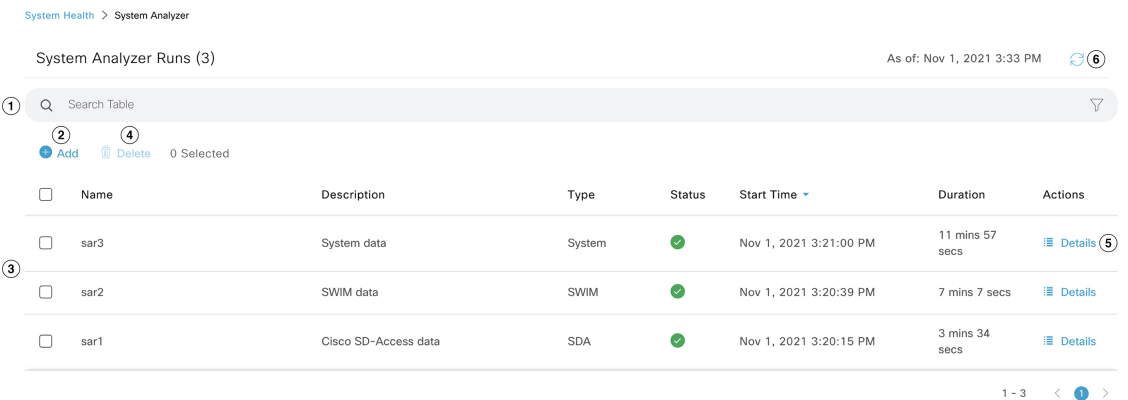 System Health > System Analyzer
System Analyzer Runs (3)
As of: Nov 1, 2021 3:33 PM
6
1
Search Table
2
4
Add
Delete
0 Selected
Name Description Type Status Start Time Duration Actions
sar3 System data System Nov 1, 2021 3:21:00 PM 11 mins 57 secs Details 5
3
sar2 SWIM data SWIM Nov 1, 2021 3:20:39 PM 7 mins 7 secs Details
sar1 Cisco SD-Access data SDA Nov 1, 2021 3:20:15 PM 3 mins 34 secs Details
1 - 3 < 1 >